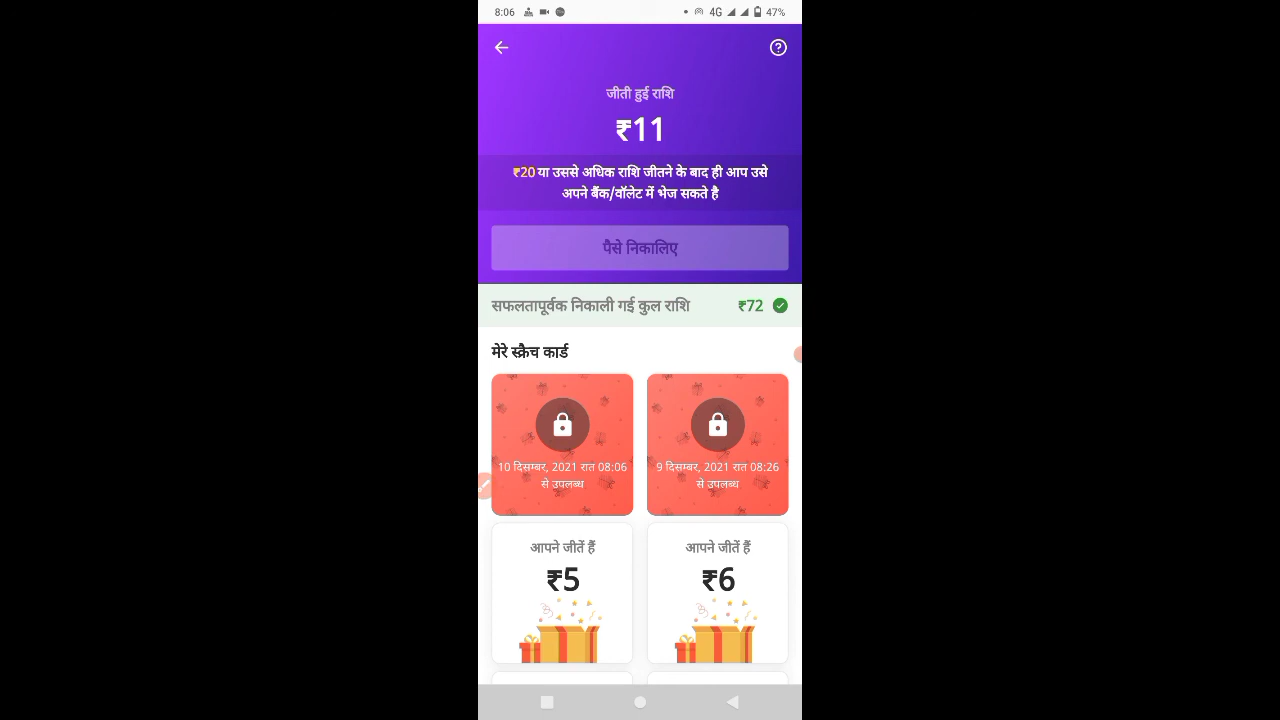 8:06
4G
47%
जीती हुई राशि
₹11
₹20 या उससे अधिक राशि जीतने के बाद ही आप उसे
अपने बैंक/वॉलेट में भेज सकते है
पैसे निकालिए
सफलतापूर्वक निकाली गई कुल राशि ₹72
मेरे स्क्रैच कार्ड
10 दिसम्बर, 2021 रात 08:06
से उपलब्ध
9 दिसम्बर, 2021 रात 08:26
से उपलब्ध
आपने जीतें हैं
₹5
आपने जीतें हैं
₹6